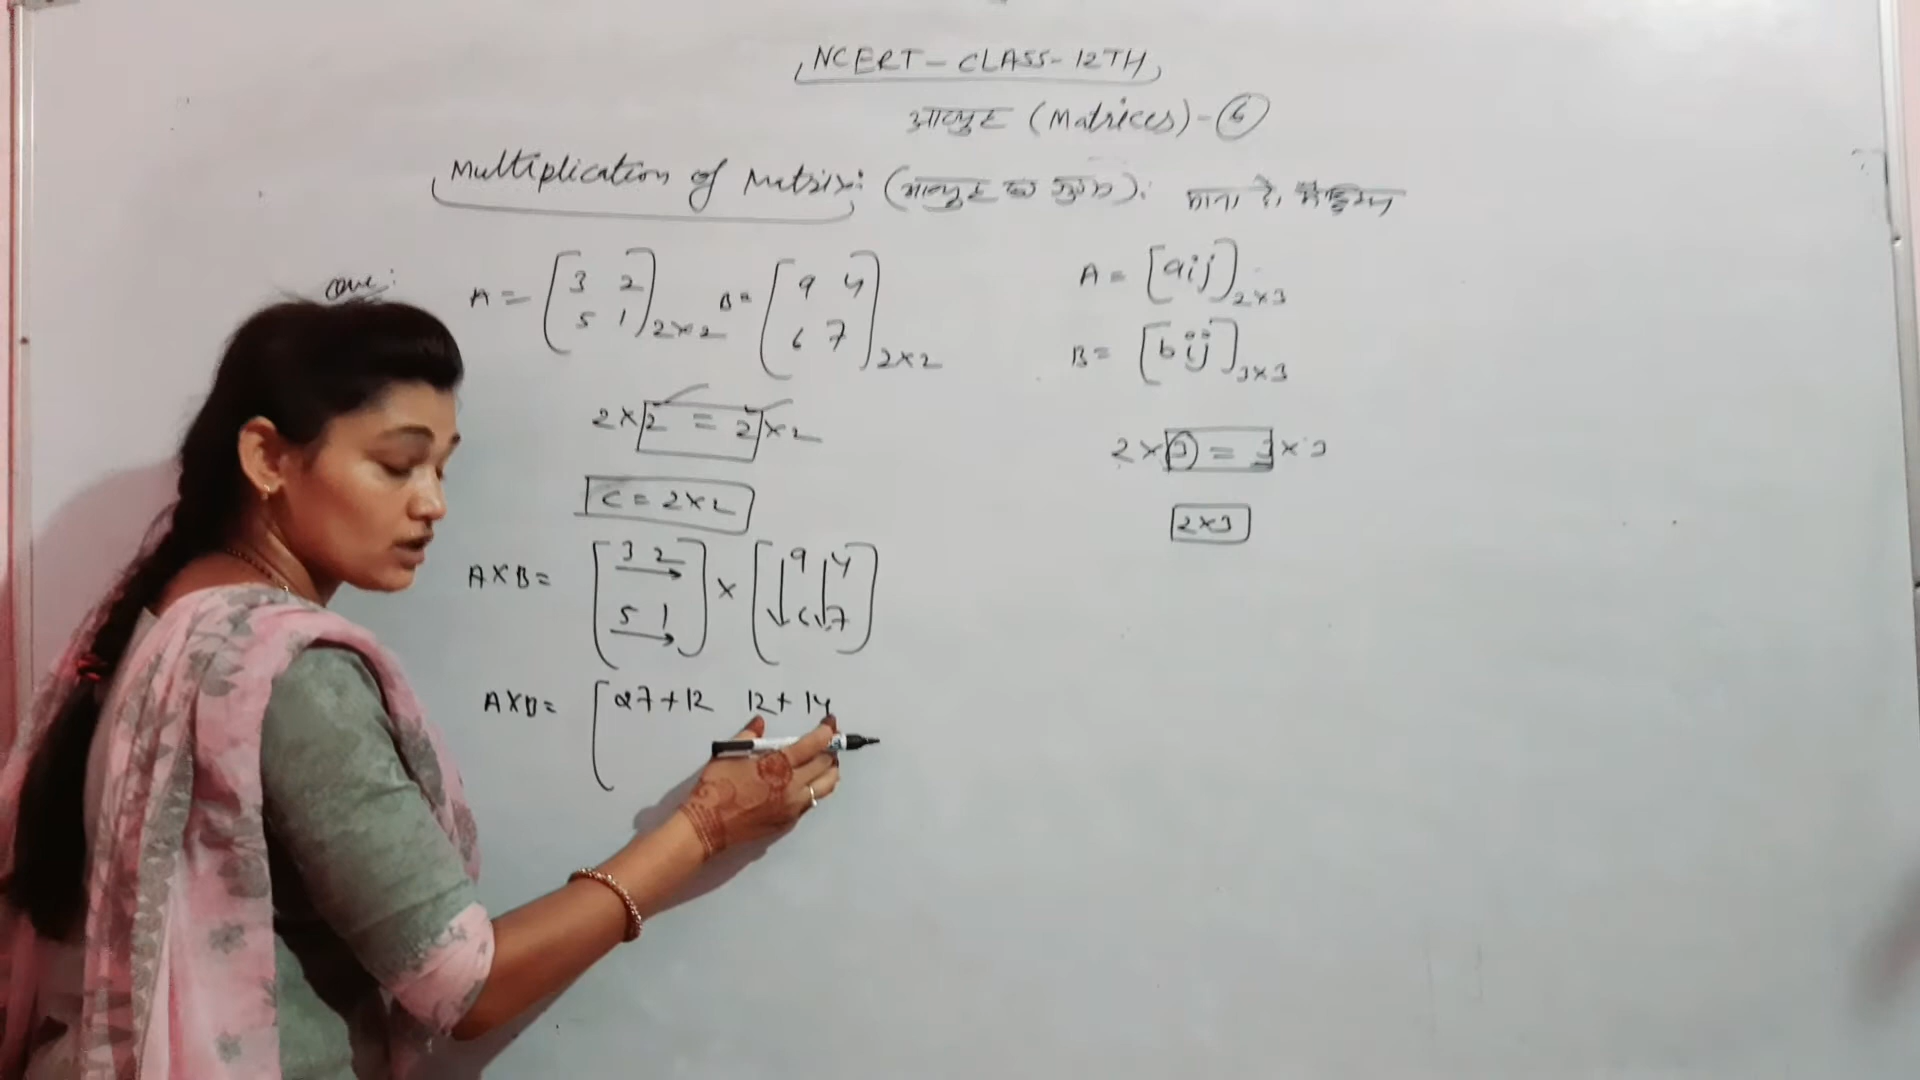 NCERT - CLASS - 12TH
आव्यूह (Matrices) - 6
Multiplication of Matrix: (आव्यूह का गुणन):
A = [3 2
5 1] 2×2 B = [9 4
6 7] 2×2
2×2 = 2×2
C = 2×2
A×B = [3 2
5 1] × [9 4
6 7]
A×B = [27+12 12+14
A = [aij] 2×3
B = [bij] 3×3
2×3 = 3×3
2×3